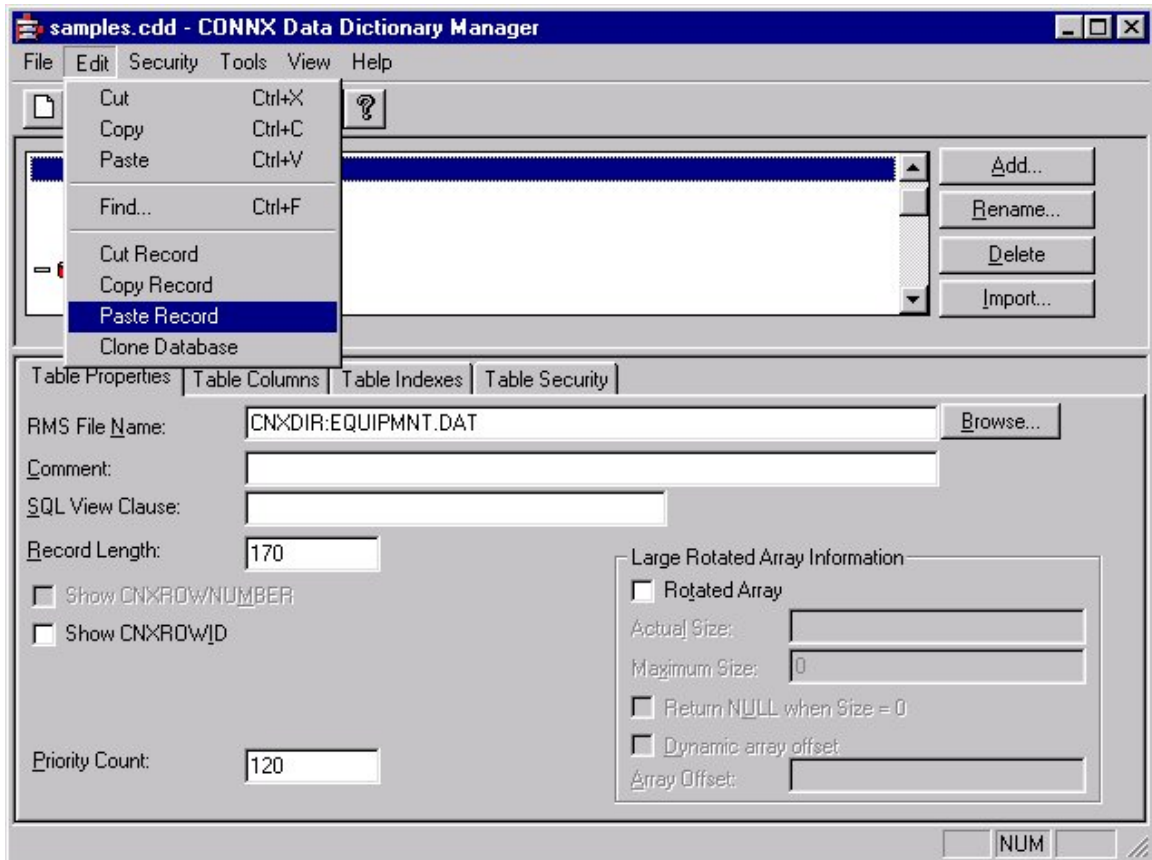 samples.cdd - CONNX Data Dictionary Manager
File Edit Security Tools View Help
Cut Ctrl+X
Copy Ctrl+C
Paste Ctrl+V
Find... Ctrl+F
Cut Record
Copy Record
Paste Record
Clone Database
Add...
Rename...
Delete
Import...
Table Properties Table Columns Table Indexes Table Security
RMS File Name: CNXDIR:EQUIPMNT.DAT Browse...
Comment:
SQL View Clause:
Record Length: 170
Show CNXROWNUMBER
Show CNXROWID
Priority Count: 120
Large Rotated Array Information
Rotated Array
Actual Size:
Maximum Size: 0
Return NULL when Size = 0
Dynamic array offset
Array Offset:
NUM